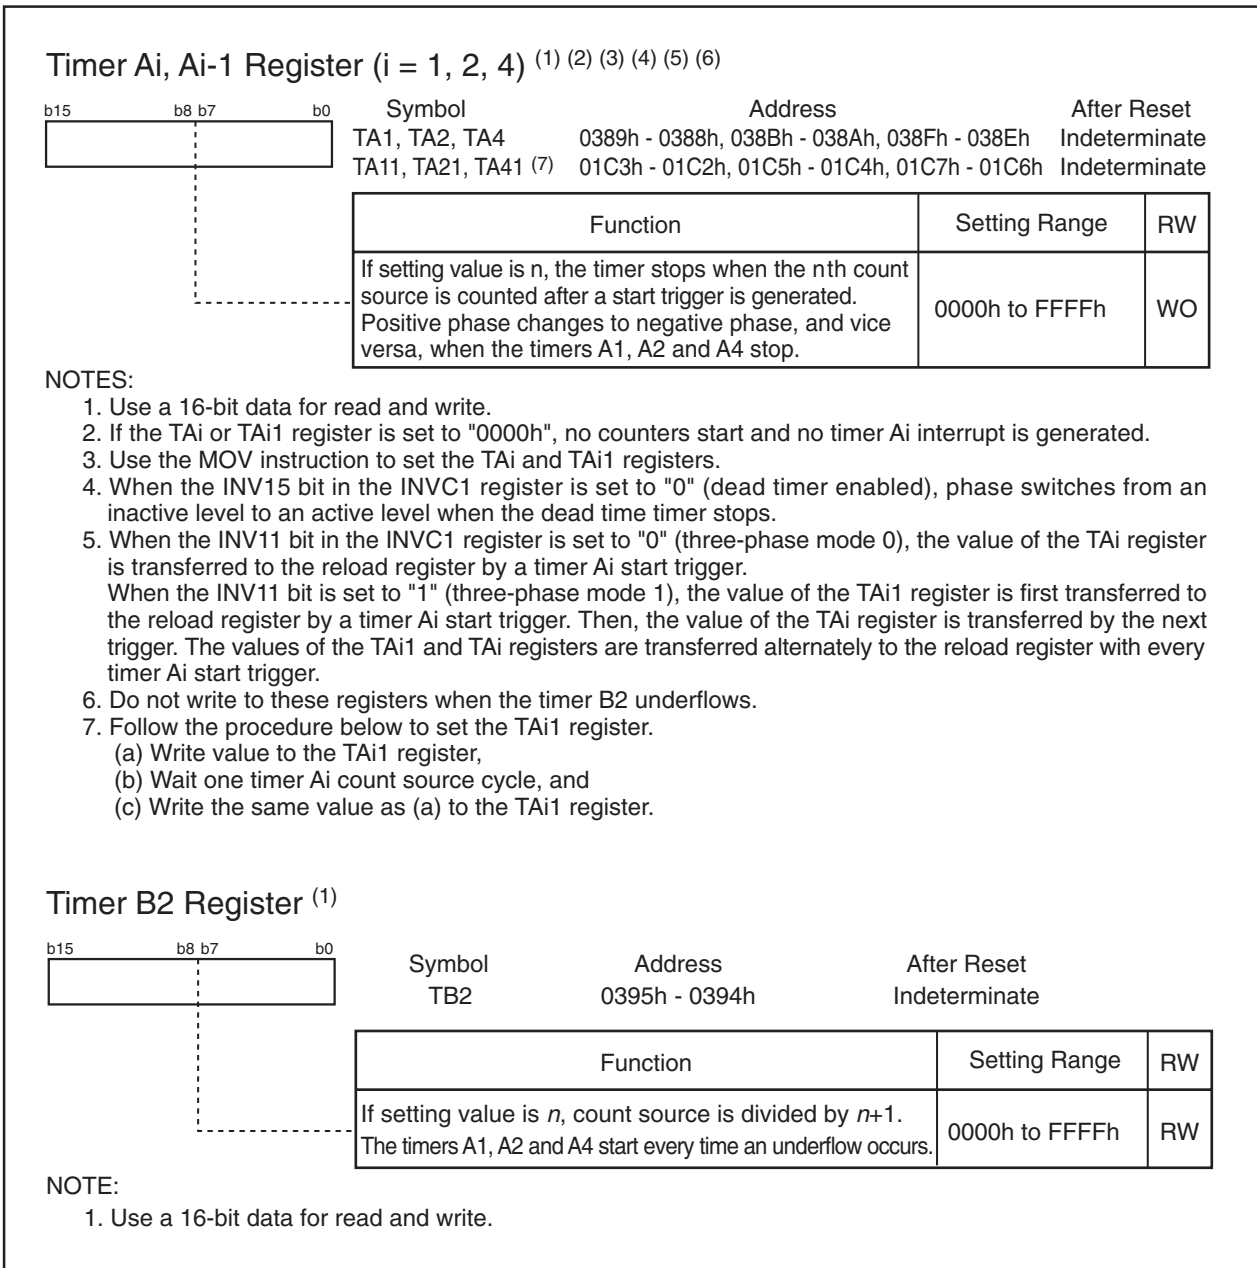 Timer Ai, Ai-1 Register (i = 1, 2, 4) (1) (2) (3) (4) (5) (6)
b15 b8 b7 b0
Symbol Address After Reset
TA1, TA2, TA4 0389h - 0388h, 038Bh - 038Ah, 038Fh - 038Eh Indeterminate
TA11, TA21, TA41 (7) 01C3h - 01C2h, 01C5h - 01C4h, 01C7h - 01C6h Indeterminate
Function Setting Range RW
If setting value is n, the timer stops when the nth count
source is counted after a start trigger is generated.
Positive phase changes to negative phase, and vice
versa, when the timers A1, A2 and A4 stop.
0000h to FFFFh WO
NOTES:
1. Use a 16-bit data for read and write.
2. If the TAi or TAi1 register is set to "0000h", no counters start and no timer Ai interrupt is generated.
3. Use the MOV instruction to set the TAi and TAi1 registers.
4. When the INV15 bit in the INVC1 register is set to "0" (dead timer enabled), phase switches from an
inactive level to an active level when the dead time timer stops.
5. When the INV11 bit in the INVC1 register is set to "0" (three-phase mode 0), the value of the TAi register
is transferred to the reload register by a timer Ai start trigger.
When the INV11 bit is set to "1" (three-phase mode 1), the value of the TAi1 register is first transferred to
the reload register by a timer Ai start trigger. Then, the value of the TAi register is transferred by the next
trigger. The values of the TAi1 and TAi registers are transferred alternately to the reload register with every
timer Ai start trigger.
6. Do not write to these registers when the timer B2 underflows.
7. Follow the procedure below to set the TAi1 register.
(a) Write value to the TAi1 register,
(b) Wait one timer Ai count source cycle, and
(c) Write the same value as (a) to the TAi1 register.
Timer B2 Register (1)
b15 b8 b7 b0
Symbol Address After Reset
TB2 0395h - 0394h Indeterminate
Function Setting Range RW
If setting value is n, count source is divided by n+1.
The timers A1, A2 and A4 start every time an underflow occurs.
0000h to FFFFh RW
NOTE:
1. Use a 16-bit data for read and write.